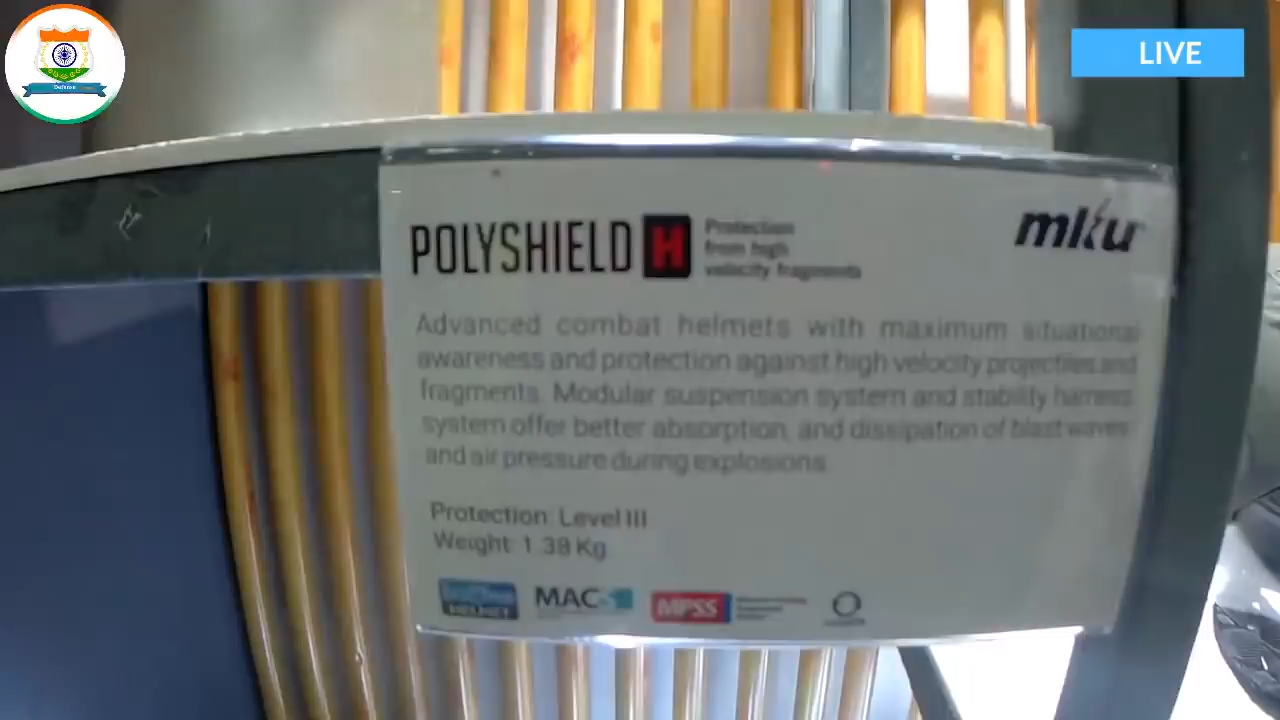 LIVE
Defence
POLYSHIELD H
Protection
from high
velocity fragments
mku
Advanced combat helmets with maximum situational
awareness and protection against high velocity projectiles and
fragments. Modular suspension system and stability harness
system offer better absorption, and dissipation of blast waves
and air pressure during explosions.
Protection: Level III
Weight: 1.38 Kg
HELMET
MAC
MPSS